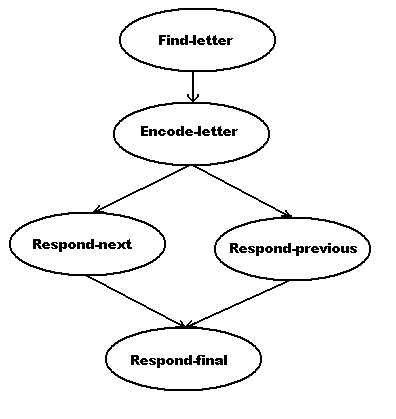 Find-letter
Encode-letter
Respond-next
Respond-previous
Respond-final